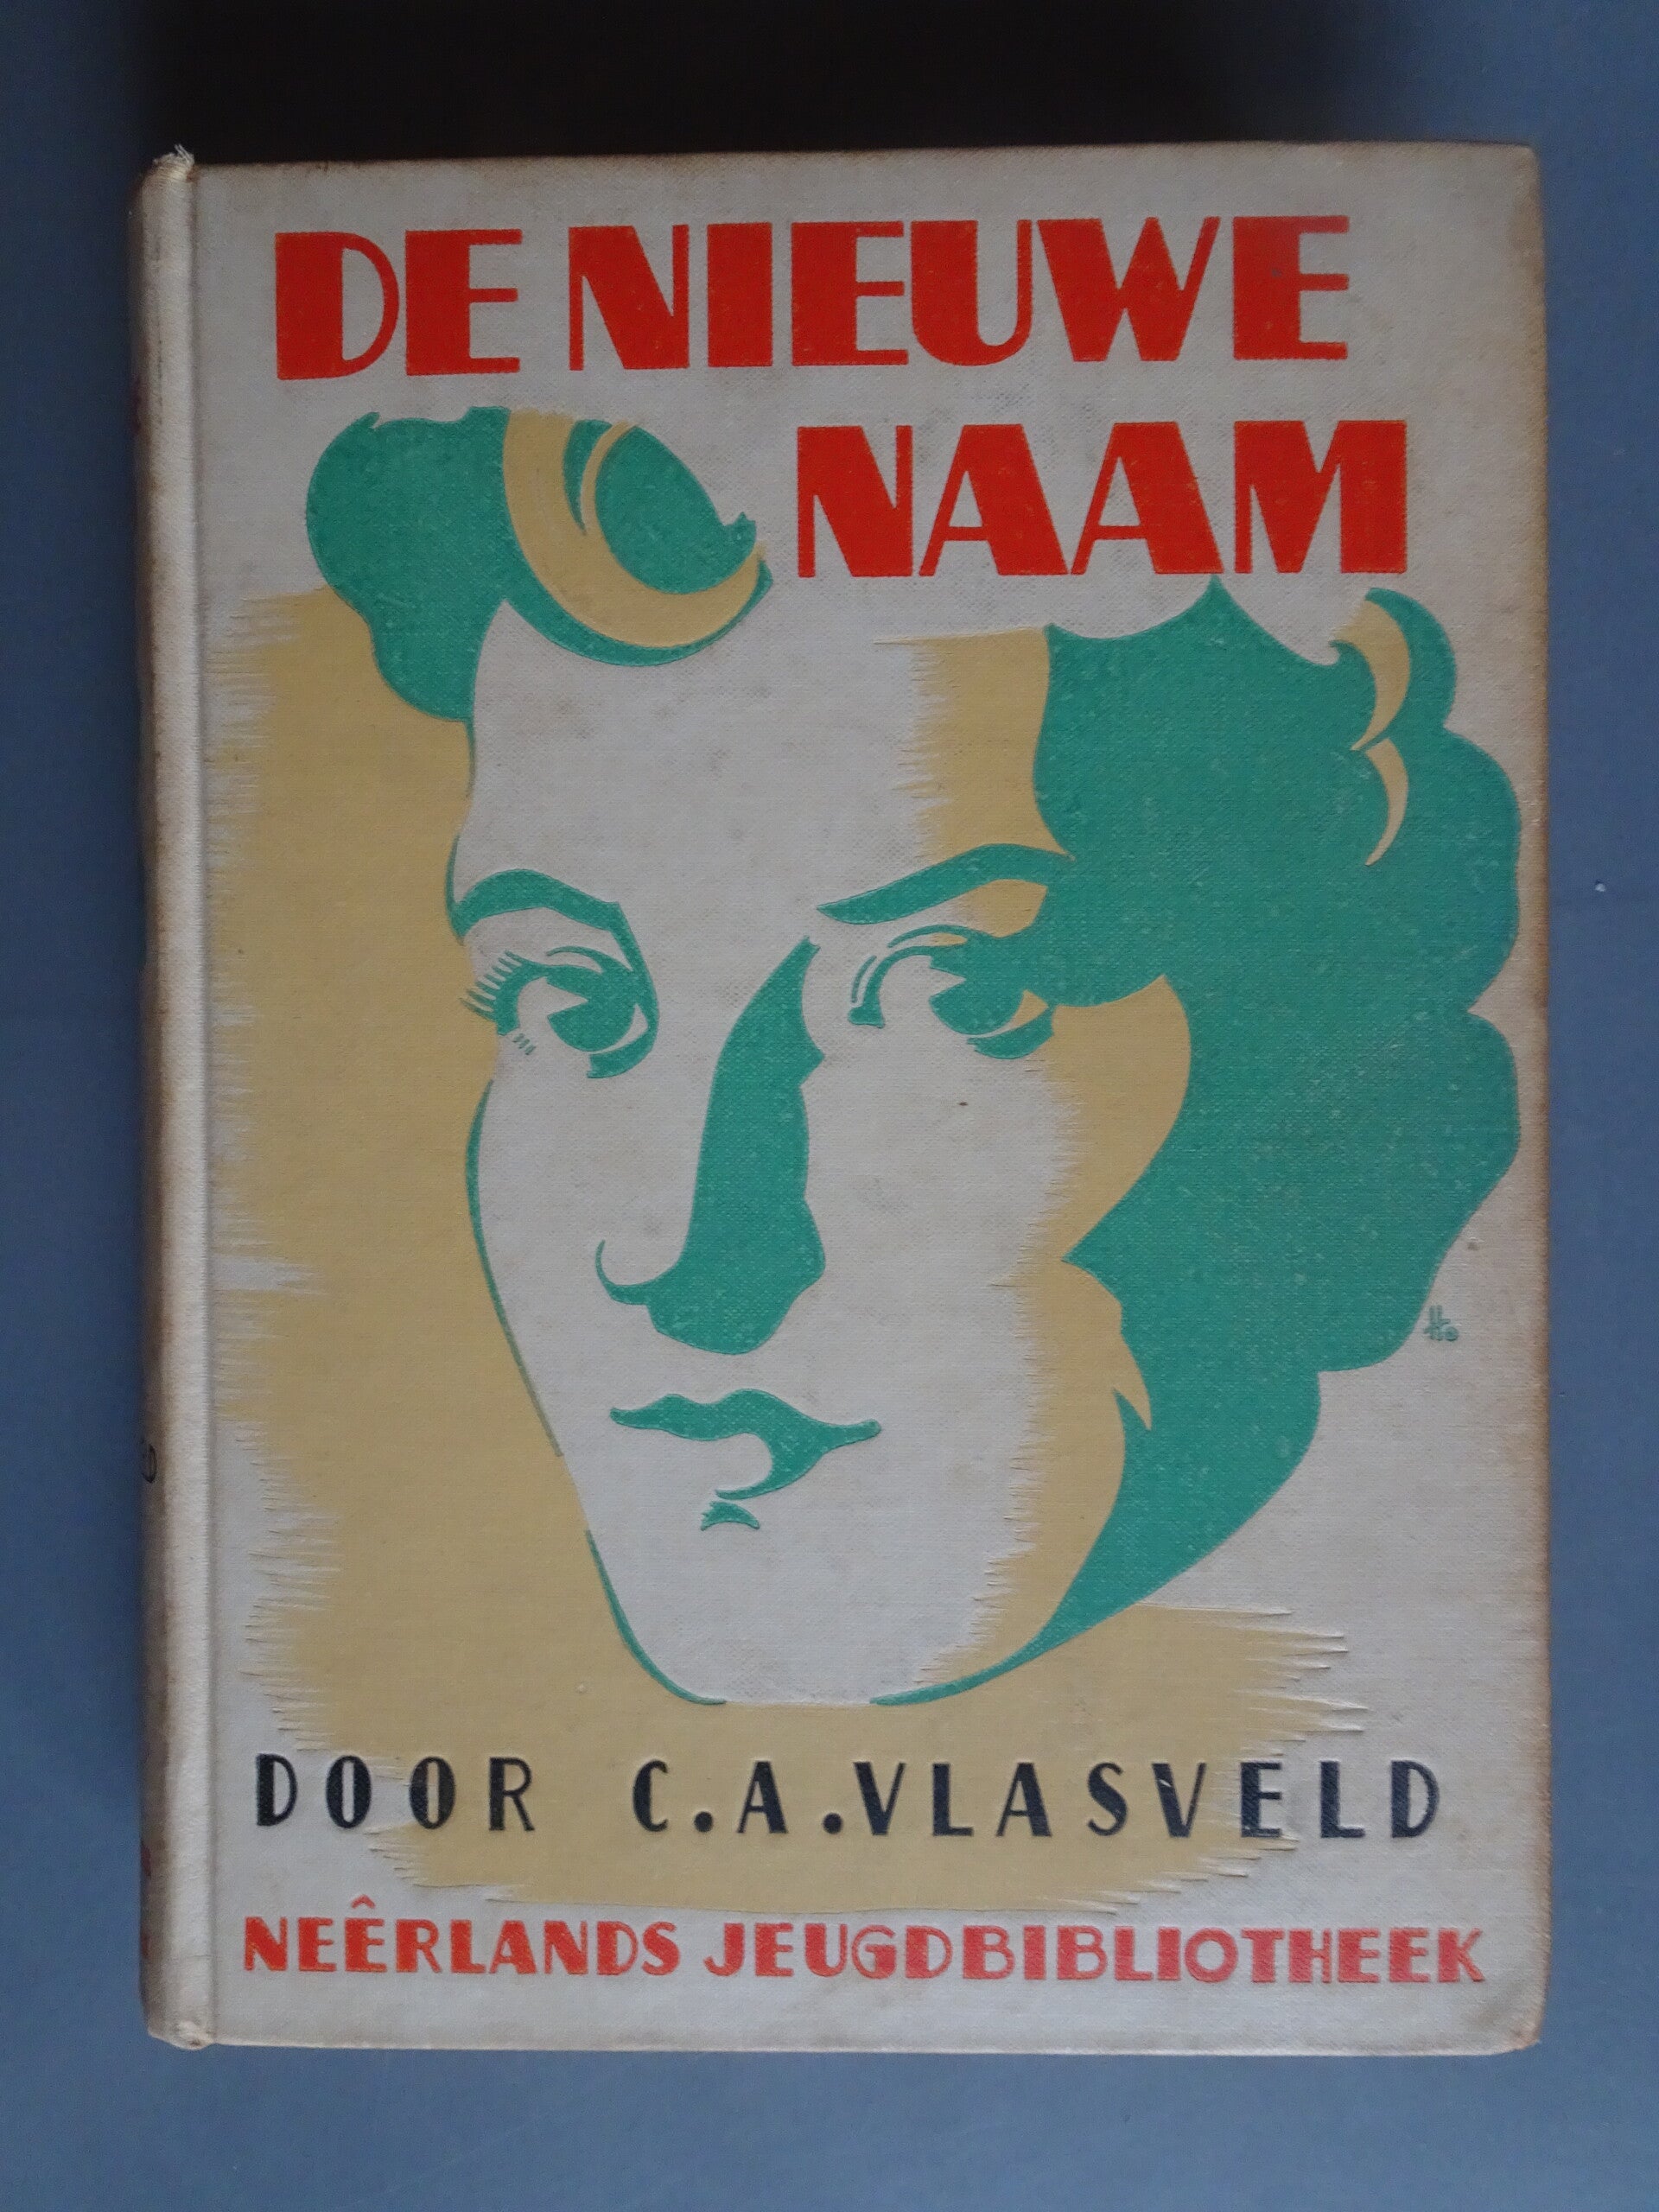 DE NIEUWE
NAAM
DOOR C.A. VLASVELD
NEÊRLANDS JEUGDBIBLIOTHEEK